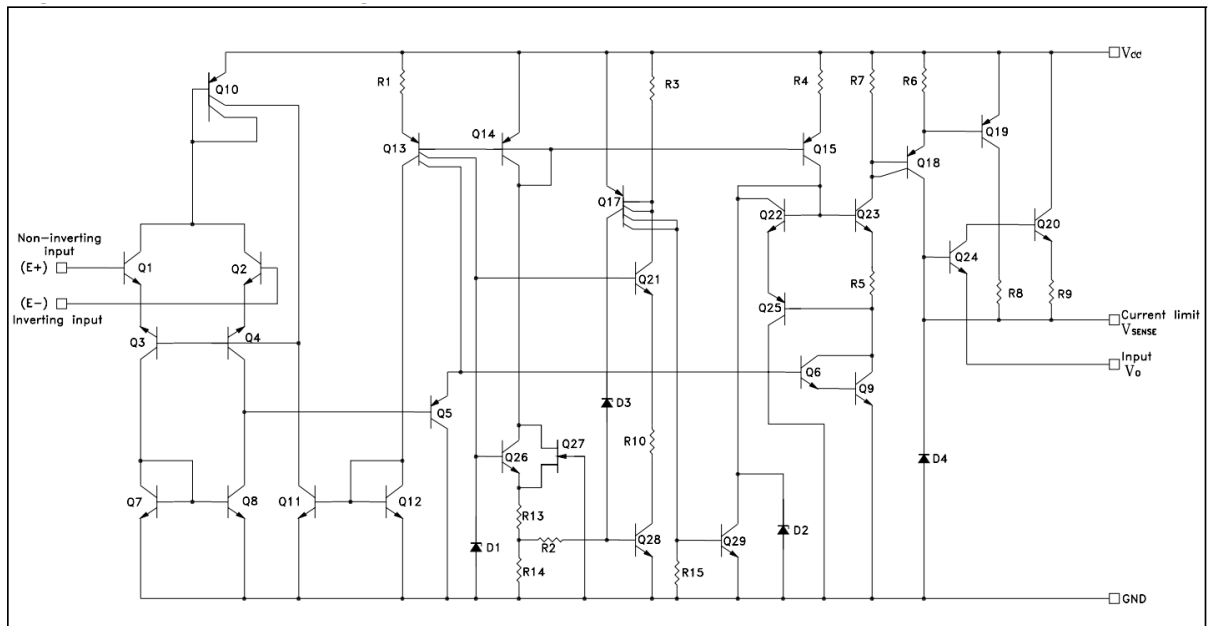 Vcc
R1
R3
R4
R7
R6
Q10
Q13
Q14
Q15
Q18
Q19
Q17
Q22
Q23
Q20
Non-inverting
input
(E+)
Q1
Q2
Q21
Q24
(E-)
Inverting input
R5
R8
R9
Q25
Current limit
VSENSE
Q3
Q4
Input
Vo
Q6
Q9
Q5
D3
R10
Q27
Q26
D4
Q7
Q8
Q11
Q12
R13
D1
R2
Q28
Q29
D2
R14
R15
GND